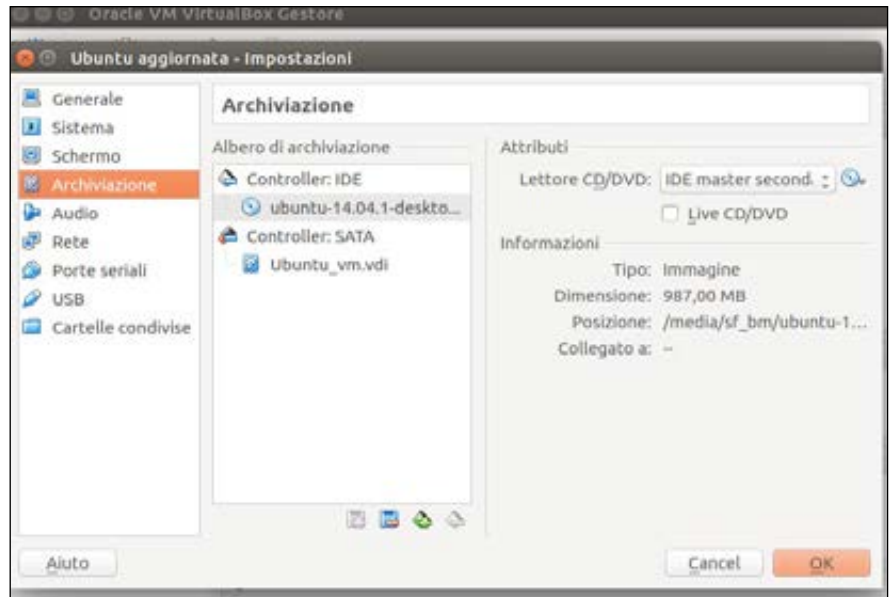 Oracle VM VirtualBox Gestore
Ubuntu aggiornata - Impostazioni
Generale
Sistema
Schermo
Archiviazione
Audio
Rete
Porte seriali
USB
Cartelle condivise
Archiviazione
Albero di archiviazione
Controller: IDE
ubuntu-14.04.1-deskto...
Controller: SATA
Ubuntu_vm.vdi
Attributi
Lettore CD/DVD: IDE master second.
Live CD/DVD
Informazioni
Tipo: Immagine
Dimensione: 987,00 MB
Posizione: /media/sf_bm/ubuntu-1...
Collegato a: --
Aiuto
Cancel
OK